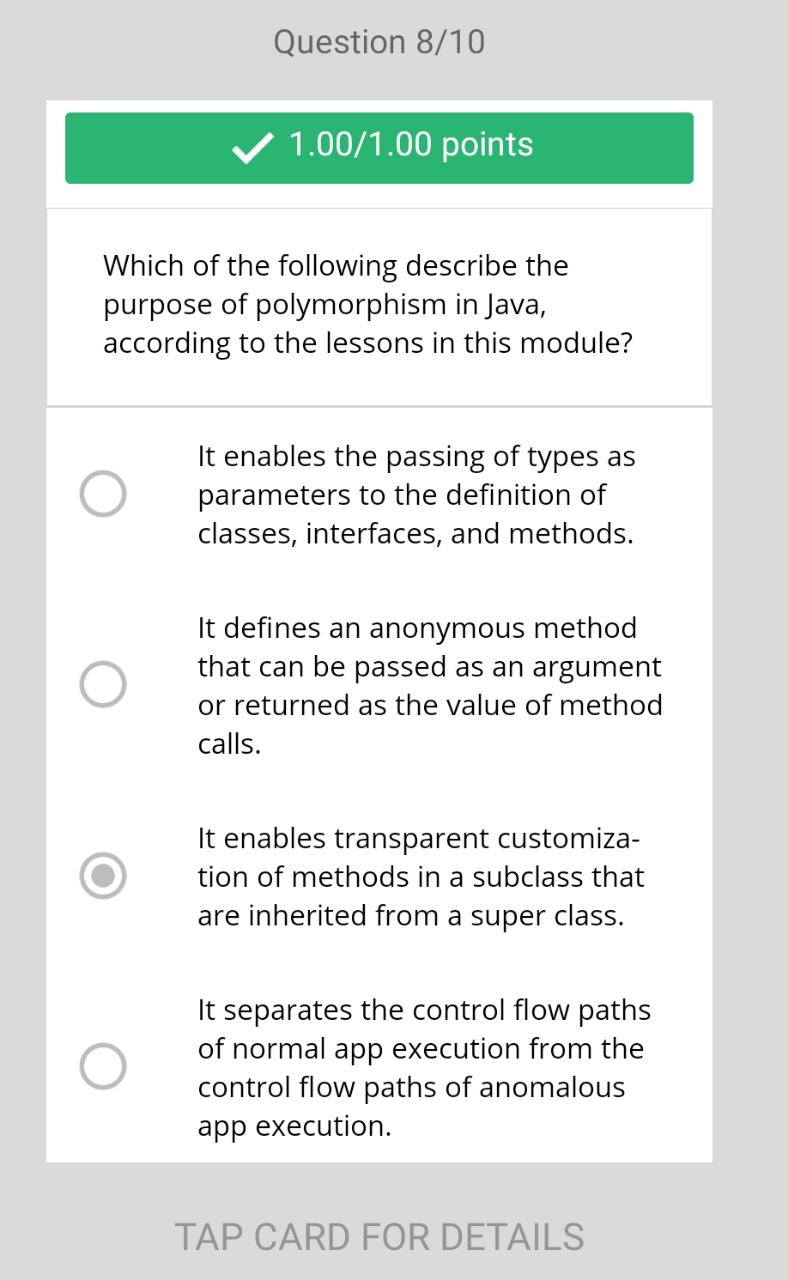 Question 8/10
1.00/1.00 points
Which of the following describe the
purpose of polymorphism in Java,
according to the lessons in this module?
It enables the passing of types as
parameters to the definition of
classes, interfaces, and methods.
It defines an anonymous method
that can be passed as an argument
or returned as the value of method
calls.
It enables transparent customiza-
tion of methods in a subclass that
are inherited from a super class.
It separates the control flow paths
of normal app execution from the
control flow paths of anomalous
app execution.
TAP CARD FOR DETAILS